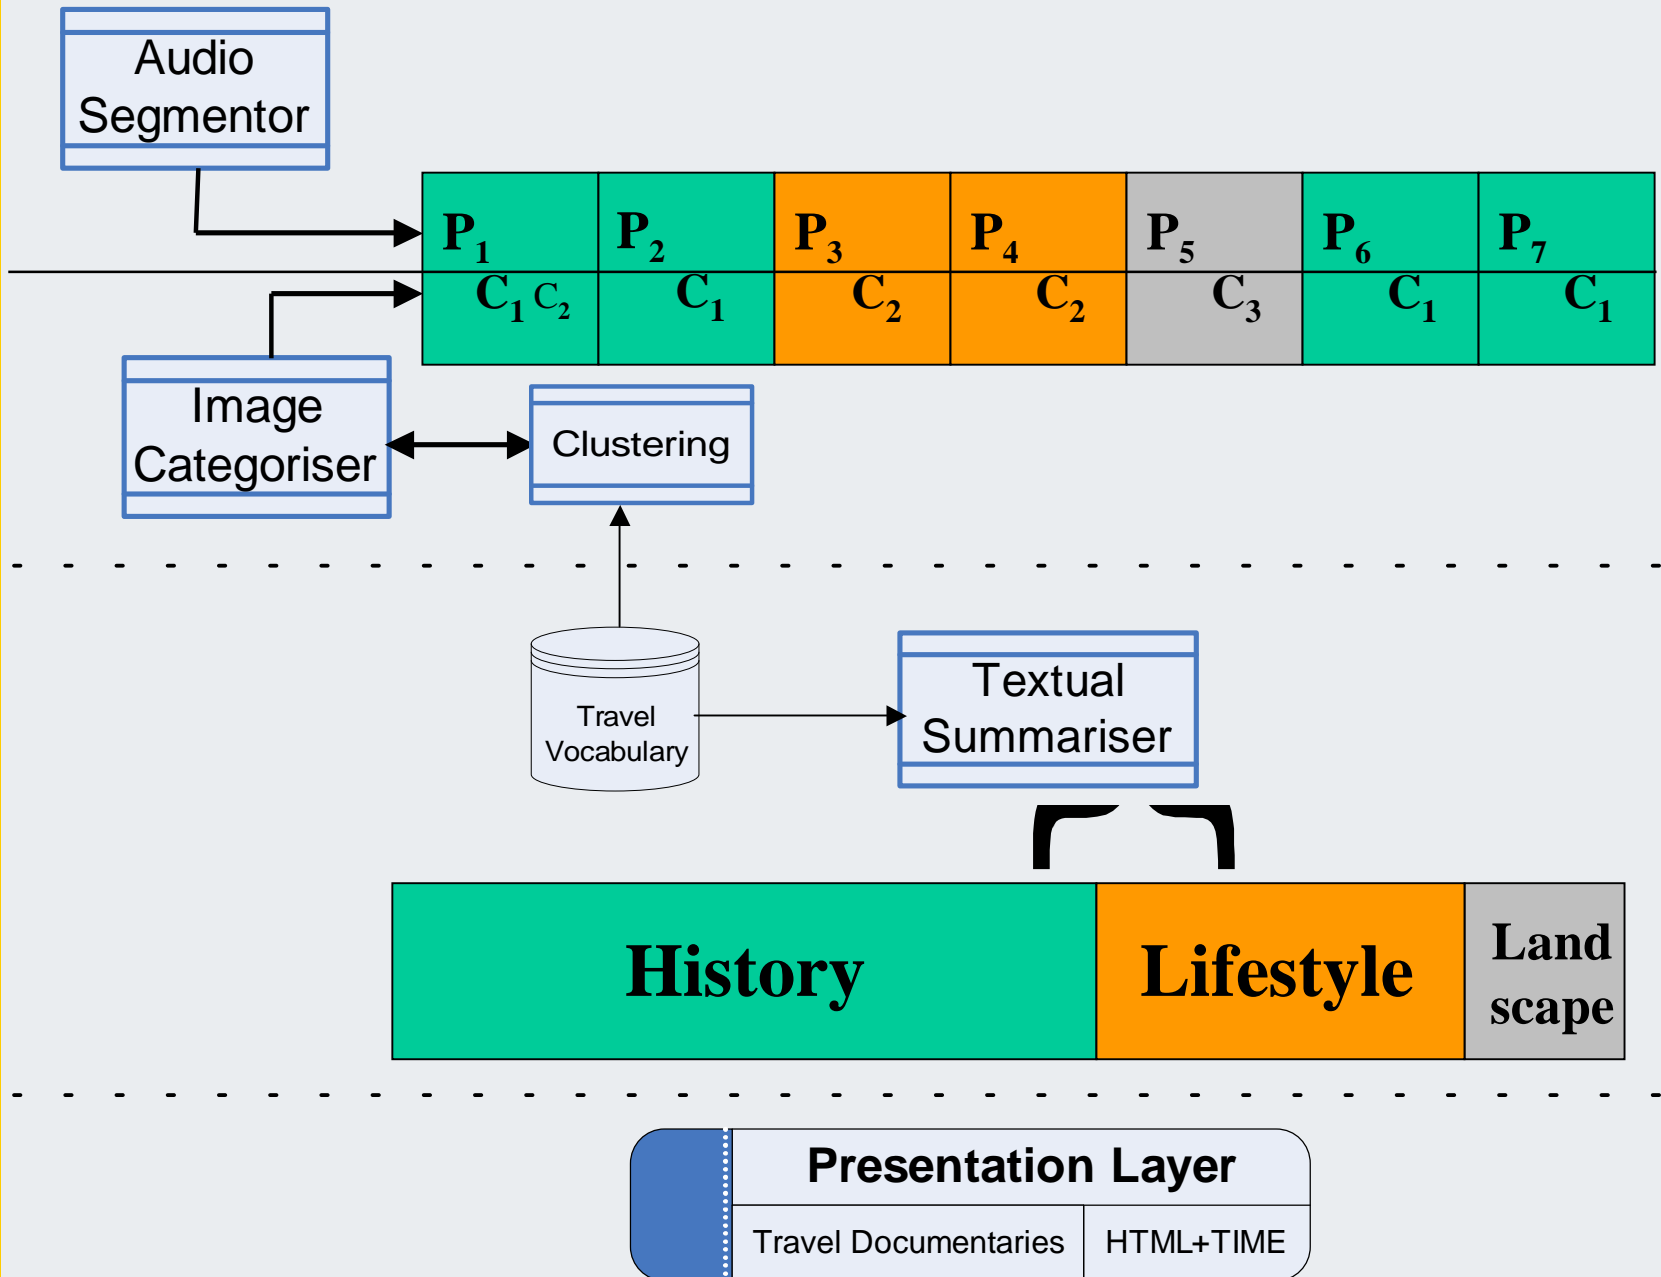 Audio
Segmentor
P1 P2 P3 P4 P5 P6 P7
C1 C2 C1 C2 C2 C3 C1 C1
Image
Categoriser
Clustering
Travel
Vocabulary
Textual
Summariser
History
Lifestyle
Land
scape
Presentation Layer
Travel Documentaries
HTML+TIME